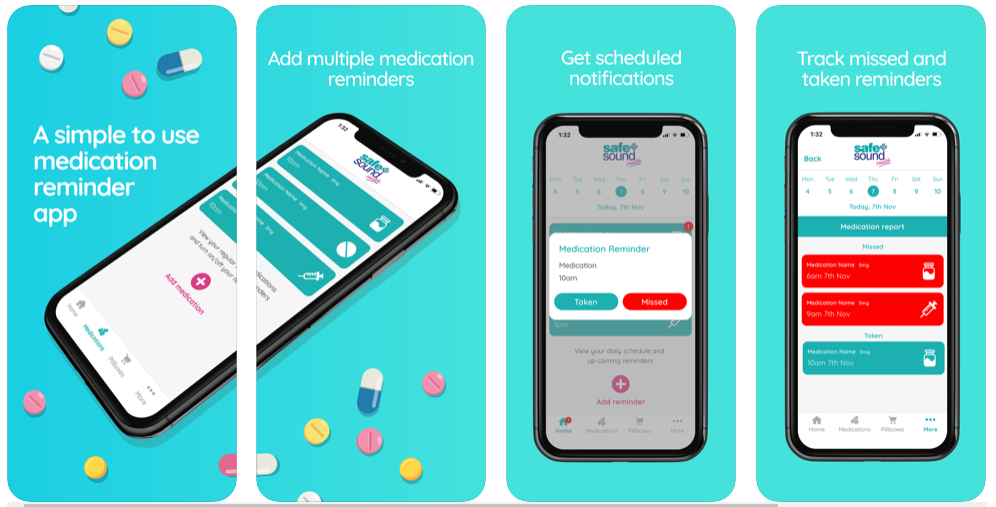 A simple to use
medication
reminder
app
1:32
View your regular
and turn on/off your
Add medication
Home
Medications
Pillboxes
More
Add multiple medication
reminders
1:32
safe
sound
Medication Name 5mg
10am
Medication Name 5mg
Medication Name 5mg
Get scheduled
notifications
1:32
safe
sound
Mon Tue Wed Thu Fri Sat Sun
4 5 6 7 8 9 10
Today, 7th Nov
Medication Reminder
Medication
10am
Taken Missed
1pm
View your daily schedule and
up-coming reminders
Add reminder
Home Medications Pillboxes More
Track missed and
taken reminders
1:32
Back
safe
sound
Mon Tue Wed Thu Fri Sat Sun
4 5 6 7 8 9 10
Today, 7th Nov
Medication report
Missed
Medication Name 5mg
6am 7th Nov
Medication Name 5mg
9am 7th Nov
Taken
Medication Name 5mg
10am 7th Nov
Home Medications Pillboxes More